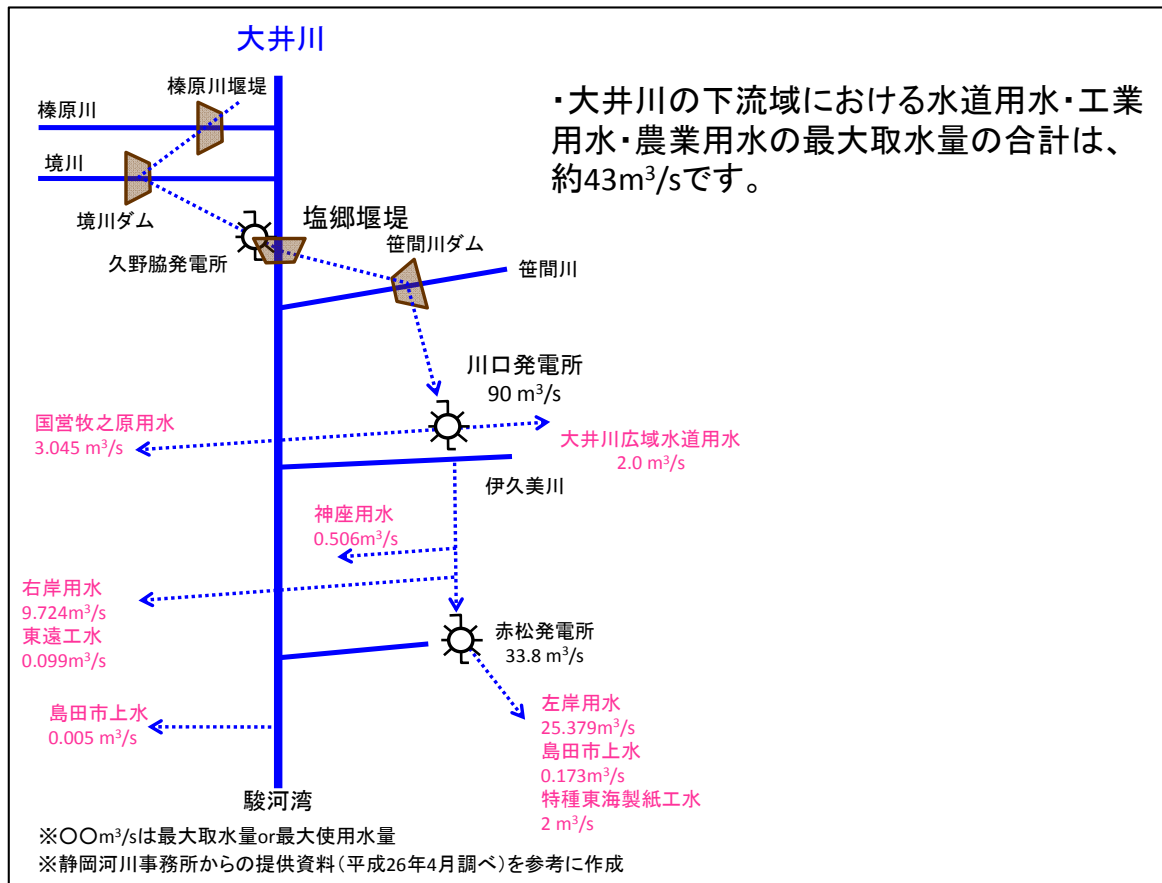 大井川
榛原川堰堤
榛原川
・大井川の下流域における水道用水・工業
用水・農業用水の最大取水量の合計は、
約43m³/sです。
境川
境川ダム
塩郷堰堤
久野脇発電所
笹間川ダム
笹間川
川口発電所
90 m³/s
国営牧之原用水
3.045 m³/s
大井川広域水道用水
2.0 m³/s
伊久美川
神座用水
0.506m³/s
右岸用水
9.724m³/s
東遠工水
0.099m³/s
赤松発電所
33.8 m³/s
島田市上水
0.005 m³/s
左岸用水
25.379m³/s
島田市上水
0.173m³/s
特種東海製紙工水
2 m³/s
駿河湾
※〇〇m³/sは最大取水量or最大使用水量
※静岡河川事務所からの提供資料(平成26年4月調べ)を参考に作成